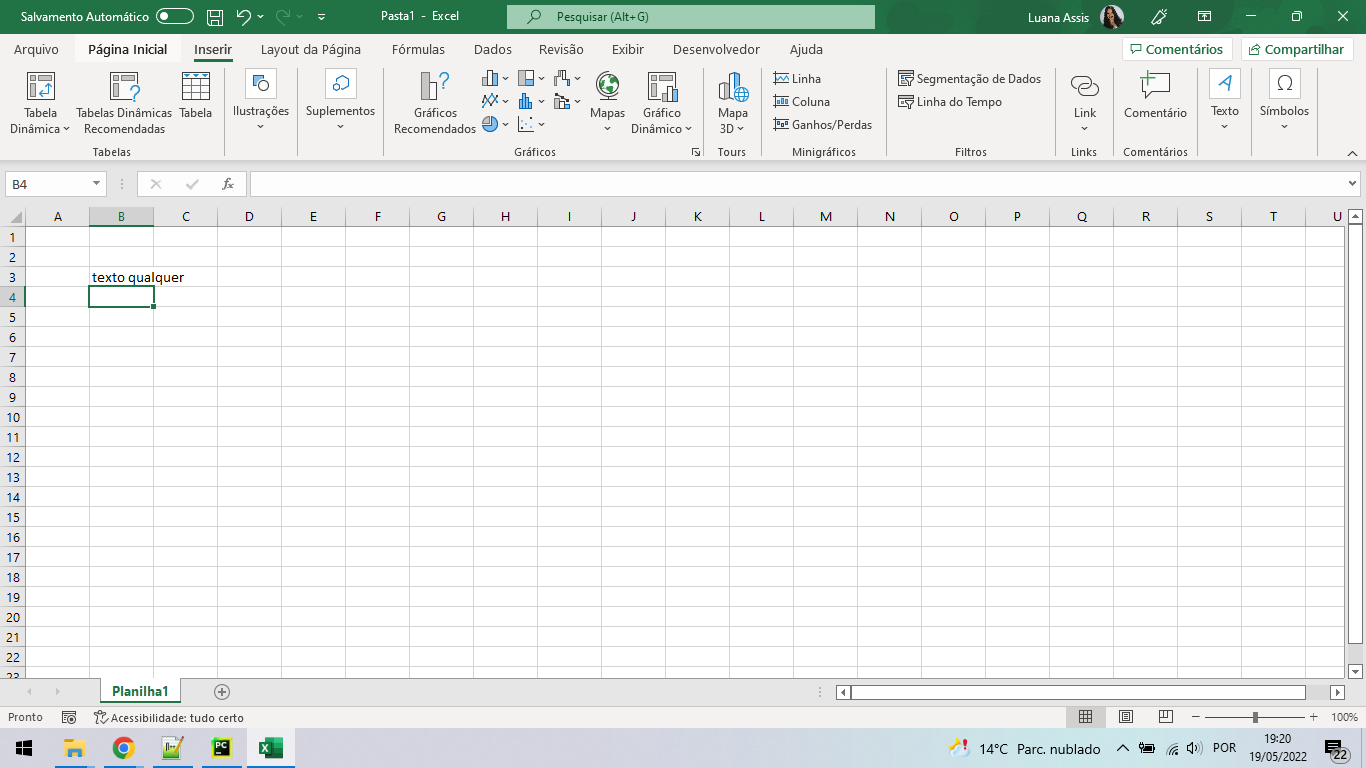 Salvamento Automático Pasta1 - Excel Pesquisar (Alt+G) Luana Assis
Arquivo Página Inicial Inserir Layout da Página Fórmulas Dados Revisão Exibir Desenvolvedor Ajuda Comentários Compartilhar
Tabela Dinâmica
Tabelas Dinâmicas Recomendadas
Tabela
Tabelas
Ilustrações
Suplementos
Gráficos Recomendados
Mapas
Gráfico Dinâmico
Gráficos
Mapa 3D
Tours
Linha
Coluna
Ganhos/Perdas
Minigráficos
Segmentação de Dados
Linha do Tempo
Filtros
Link
Links
Comentário
Comentários
Texto
Símbolos
B4 fx
A B C D E F G H I J K L M N O P Q R S T U
1
2
3 texto qualquer
4
5
6
7
8
9
10
11
12
13
14
15
16
17
18
19
20
21
22
23
Planilha1
Pronto Acessibilidade: tudo certo 100%
14°C Parc. nublado POR 19:20
19/05/2022 22